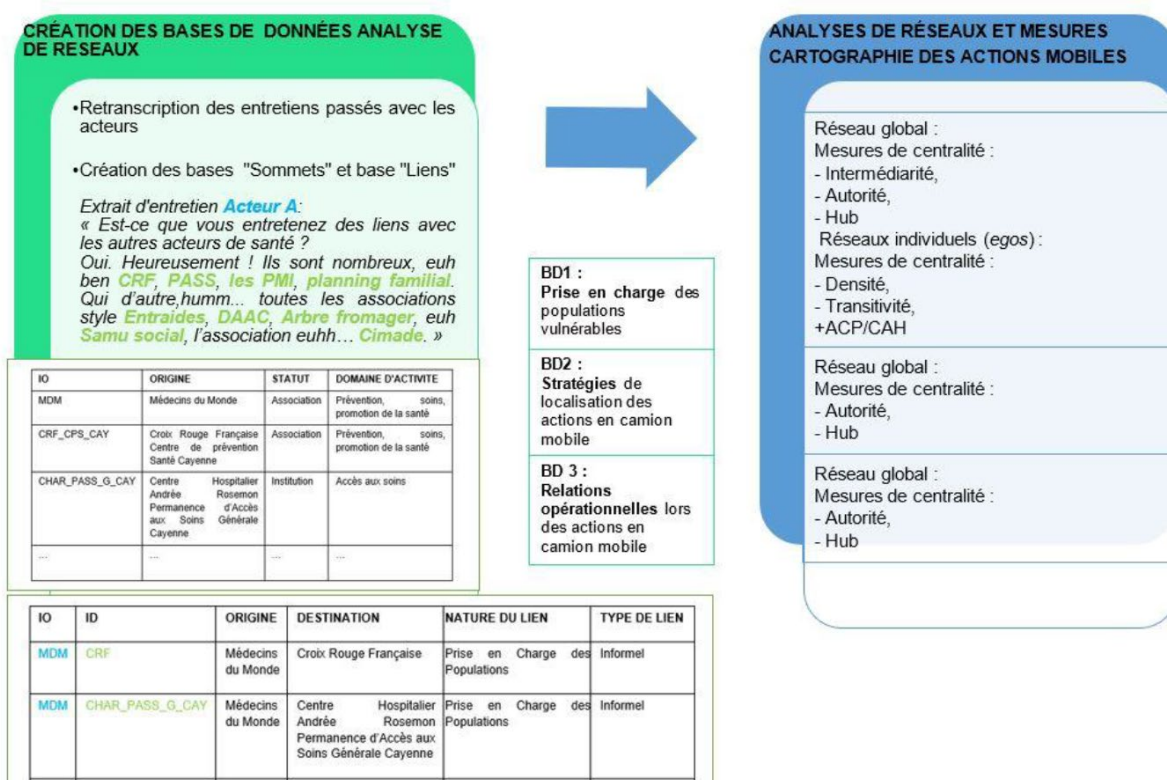 CRÉATION DES BASES DE DONNÉES ANALYSE
DE RESEAUX
•Retranscription des entretiens passés avec les
acteurs
•Création des bases "Sommets" et base "Liens"
Extrait d'entretien Acteur A:
« Est-ce que vous entretenez des liens avec
les autres acteurs de santé ?
Oui. Heureusement ! Ils sont nombreux, euh
ben CRF, PASS, les PMI, planning familial.
Qui d'autre,humm... toutes les associations
style Entraides, DAAC, Arbre fromager, euh
Samu social, l'association euhh… Cimade. »
IO ORIGINE STATUT DOMAINE D'ACTIVITE
MDM Médecins du Monde Association Prévention, soins,
promotion de la santé
CRF_CPS_CAY Croix Rouge Française Association Prévention, soins,
Centre de prévention promotion de la santé
Santé Cayenne
CHAR_PASS_G_CAY Centre Hospitalier Institution Accès aux soins
Andrée Rosemon
Permanence d'Accès
aux Soins Générale
Cayenne
... ... ... ...
IO ID ORIGINE DESTINATION NATURE DU LIEN TYPE DE LIEN
MDM CRF Médecins Croix Rouge Française Prise en Charge des Informel
du Monde Populations
MDM CHAR_PASS_G_CAY Médecins Centre Hospitalier Prise en Charge des Informel
du Monde Andrée Rosemon Populations
Permanence d'Accès aux
Soins Générale Cayenne
BD1 :
Prise en charge des
populations
vulnérables
BD2 :
Stratégies de
localisation des
actions en camion
mobile
BD 3 :
Relations
opérationnelles lors
des actions en
camion mobile
ANALYSES DE RÉSEAUX ET MESURES
CARTOGRAPHIE DES ACTIONS MOBILES
Réseau global :
Mesures de centralité :
- Intermédiarité,
- Autorité,
- Hub
Réseaux individuels (egos) :
Mesures de centralité :
- Densité,
- Transitivité,
+ACP/CAH
Réseau global :
Mesures de centralité :
- Autorité,
- Hub
Réseau global :
Mesures de centralité :
- Autorité,
- Hub